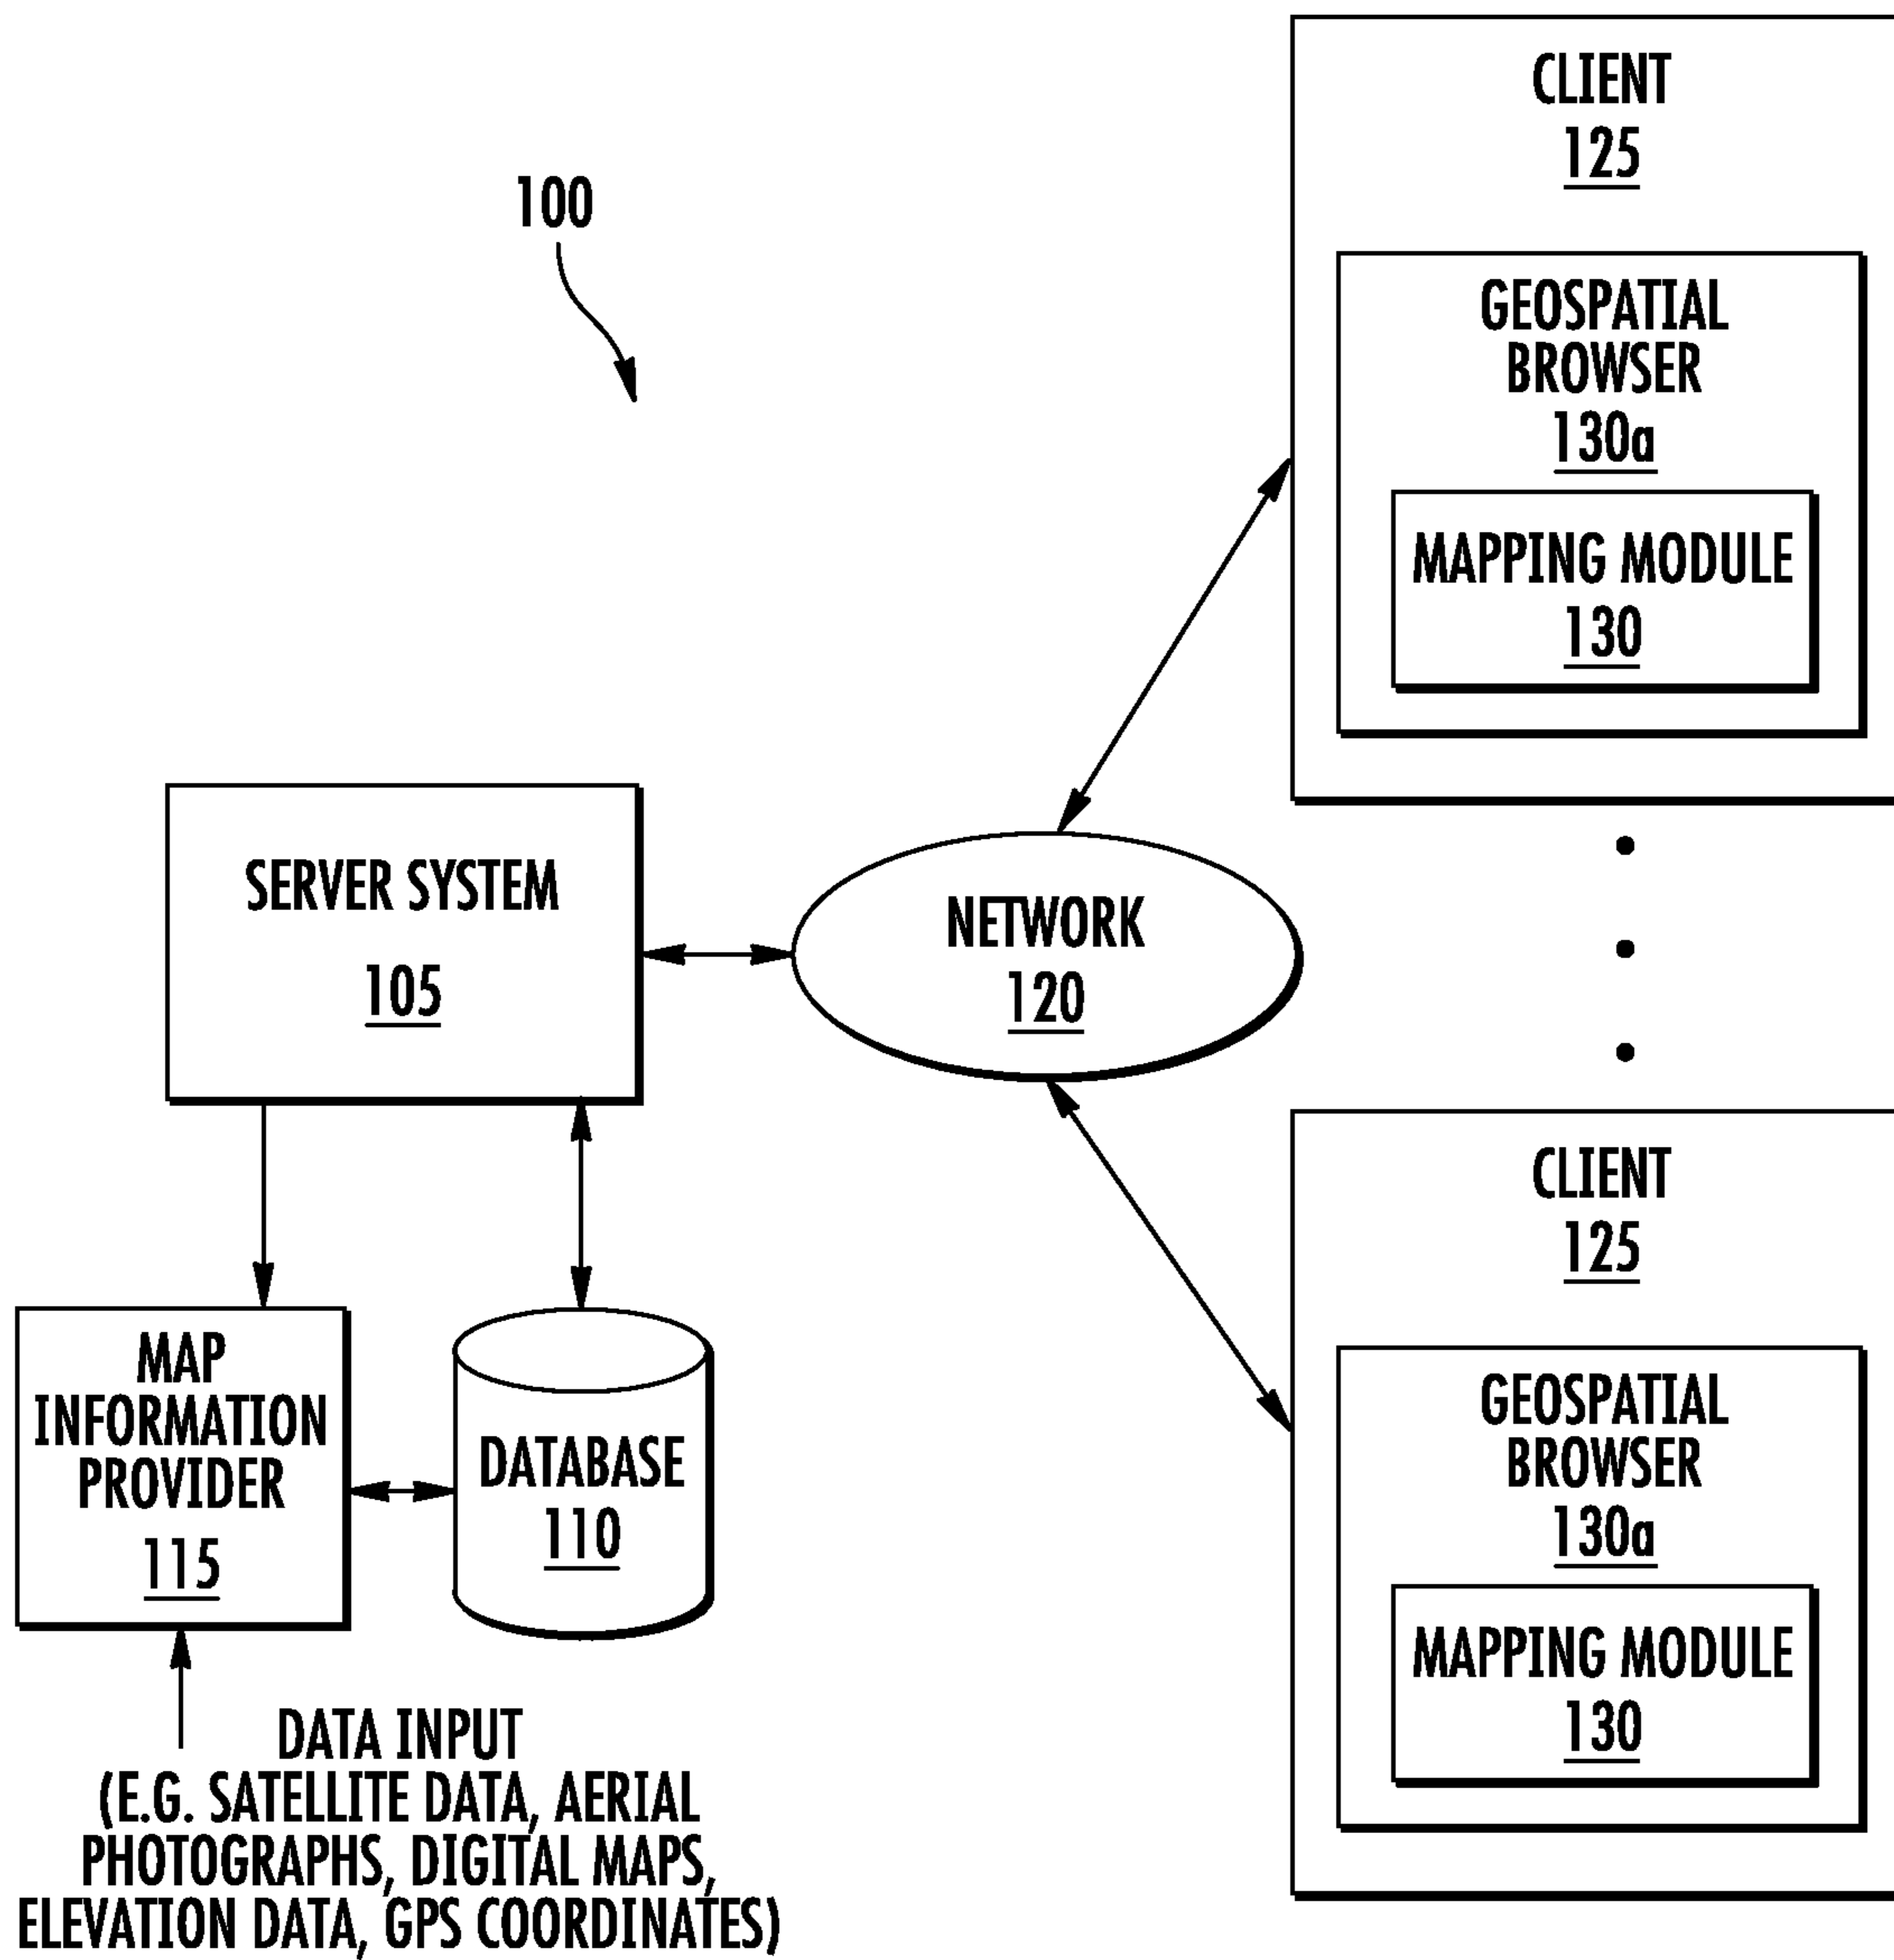 100
CLIENT
125
GEOSPATIAL
BROWSER
130a
MAPPING MODULE
130
SERVER SYSTEM
105
NETWORK
120
CLIENT
125
GEOSPATIAL
BROWSER
130a
MAPPING MODULE
130
MAP
INFORMATION
PROVIDER
115
DATABASE
110
DATA INPUT
(E.G. SATELLITE DATA, AERIAL
PHOTOGRAPHS, DIGITAL MAPS,
ELEVATION DATA, GPS COORDINATES)